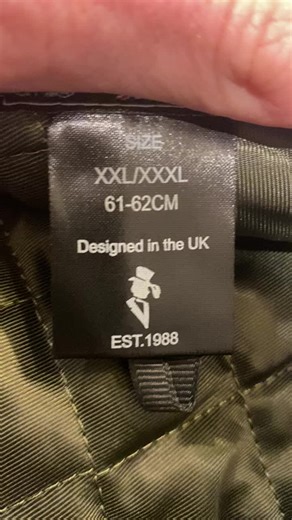 SIZE
XXL/XXXL
61-62CM
Designed in the UK
EST.1988